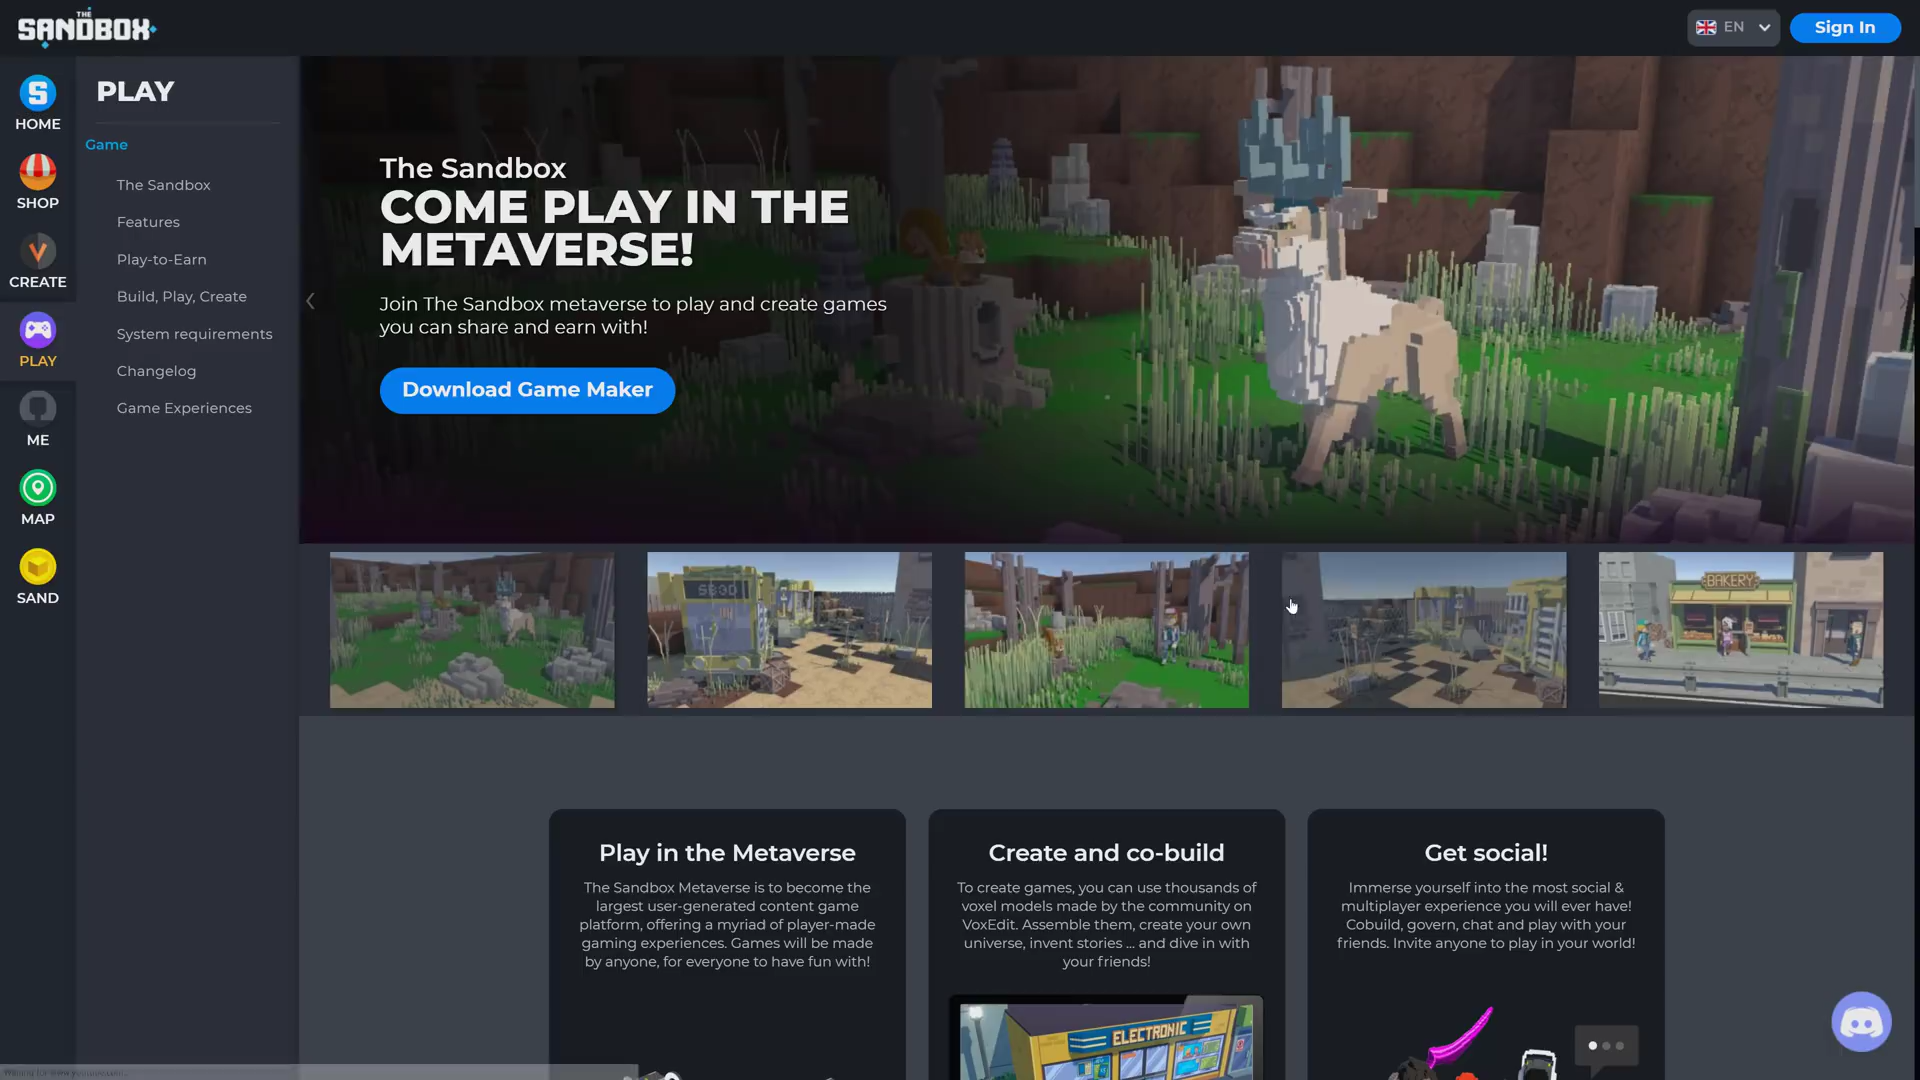 THE
SANDBOX
EN
Sign In
HOME
SHOP
CREATE
PLAY
ME
MAP
SAND
PLAY
Game
The Sandbox
Features
Play-to-Earn
Build, Play, Create
System requirements
Changelog
Game Experiences
The Sandbox
COME PLAY IN THE
METAVERSE!
Join The Sandbox metaverse to play and create games
you can share and earn with!
Download Game Maker
BAKERY
Play in the Metaverse
The Sandbox Metaverse is to become the
largest user-generated content game
platform, offering a myriad of player-made
gaming experiences. Games will be made
by anyone, for everyone to have fun with!
Create and co-build
To create games, you can use thousands of
voxel models made by the community on
VoxEdit. Assemble them, create your own
universe, invent stories ... and dive in with
your friends!
ELECTRONIC
Get social!
Immerse yourself into the most social &
multiplayer experience you will ever have!
Cobuild, govern, chat and play with your
friends. Invite anyone to play in your world!
Waiting for www.youtube.com...